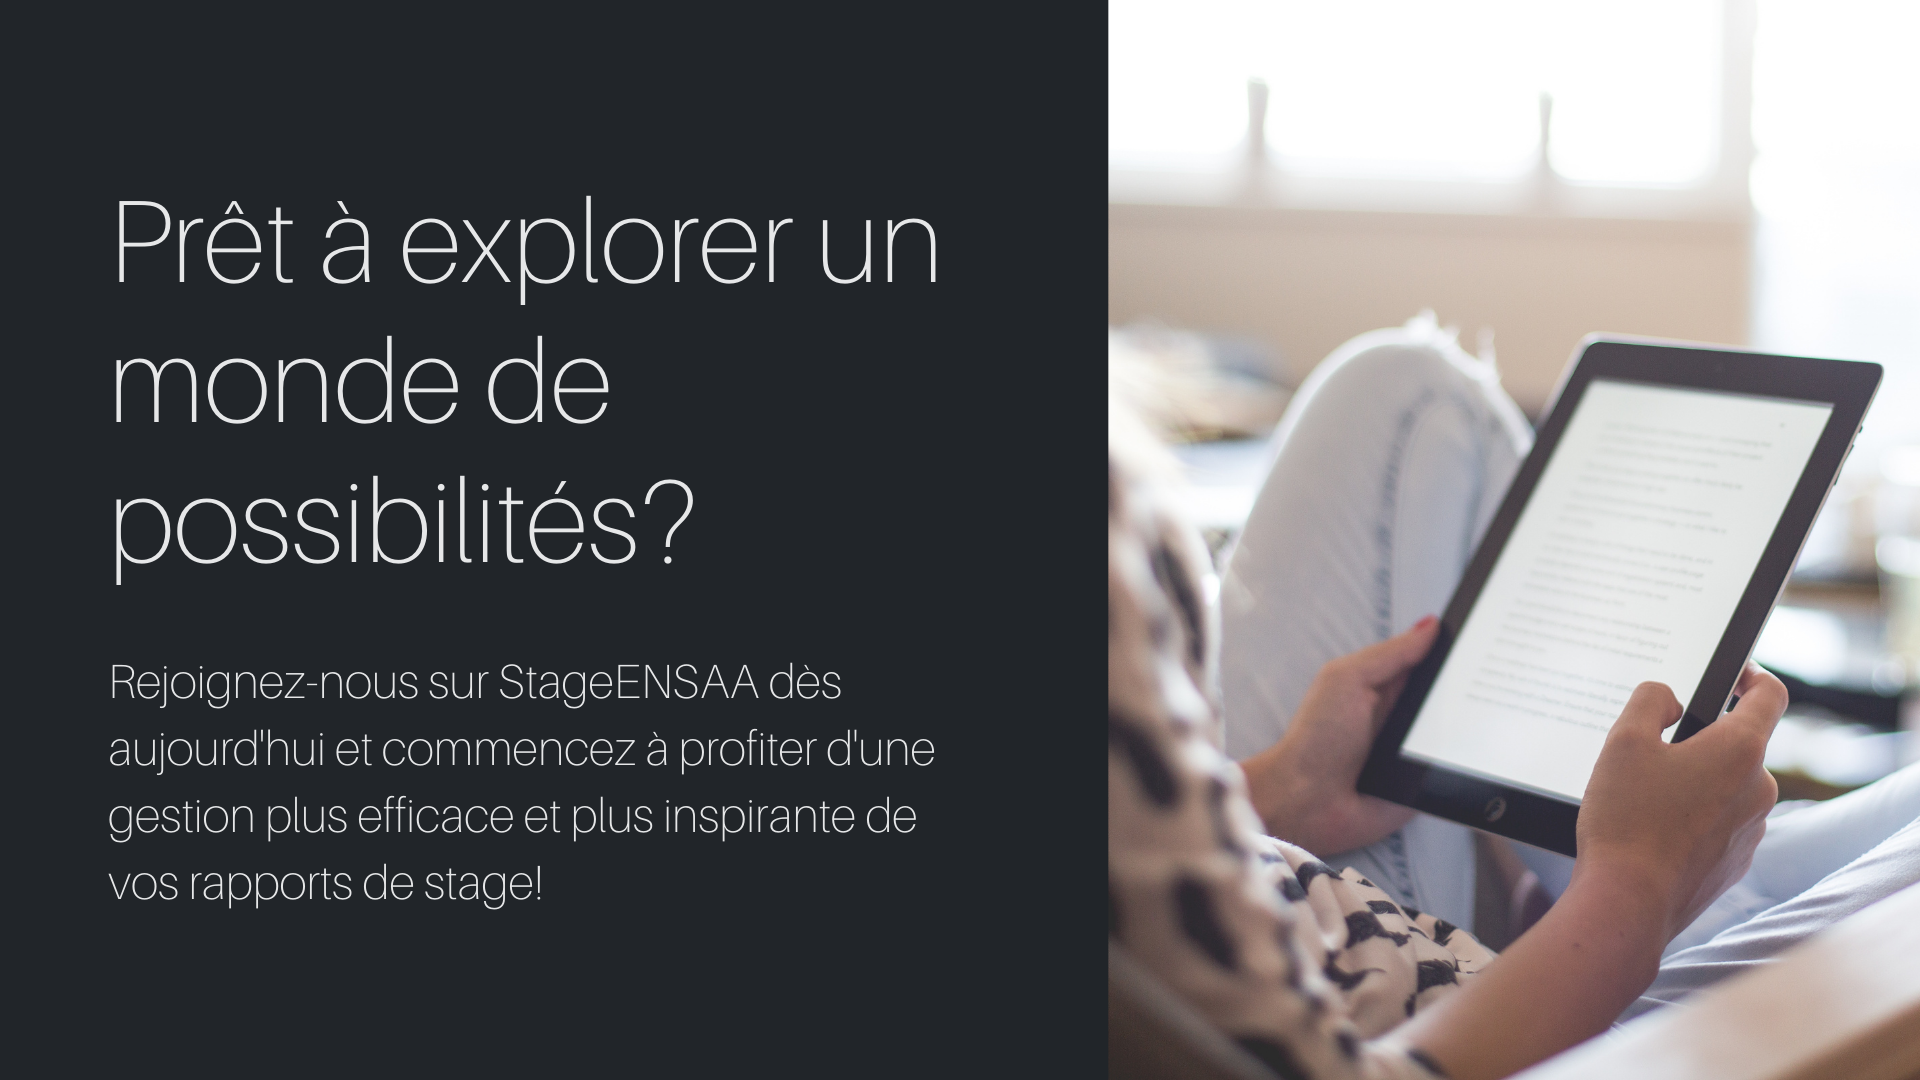 Prêt à explorer un
monde de
possibilités?
Rejoignez-nous sur StageENSAA dès
aujourd'hui et commencez à profiter d'une
gestion plus efficace et plus inspirante de
vos rapports de stage!